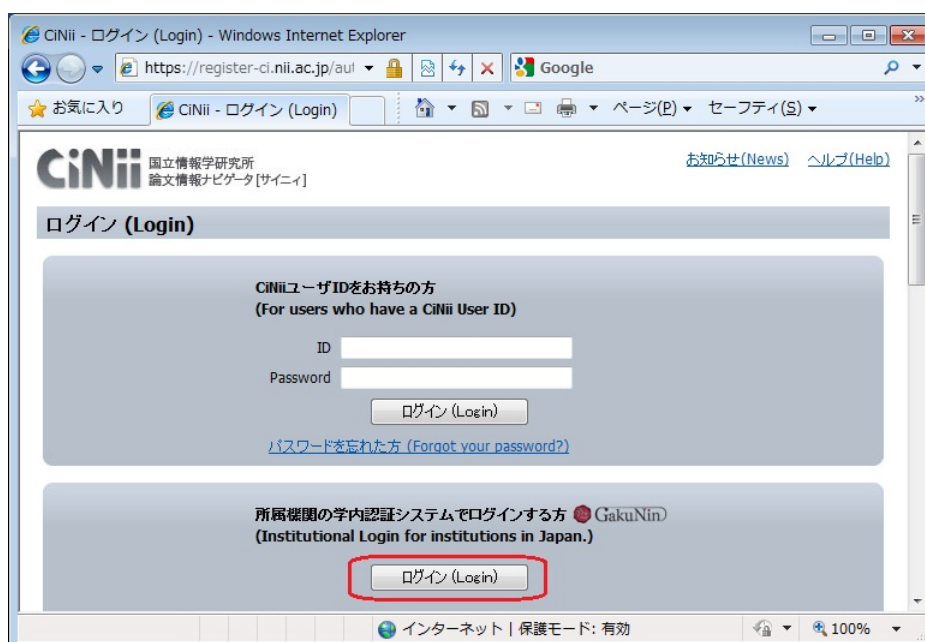 CiNii - ログイン (Login) - Windows Internet Explorer
https://register-ci.nii.ac.jp/aut
Google
お気に入り
CiNii - ログイン (Login)
ページ(P)
セーフティ(S)
CiNii
国立情報学研究所
論文情報ナビゲータ[サイニィ]
お知らせ(News)
ヘルプ(Help)
ログイン (Login)
CiNiiユーザIDをお持ちの方
(For users who have a CiNii User ID)
ID
Password
ログイン (Login)
パスワードを忘れた方 (Forgot your password?)
所属機関の学内認証システムでログインする方 GakuNin
(Institutional Login for institutions in Japan.)
ログイン (Login)
インターネット | 保護モード: 有効
100%